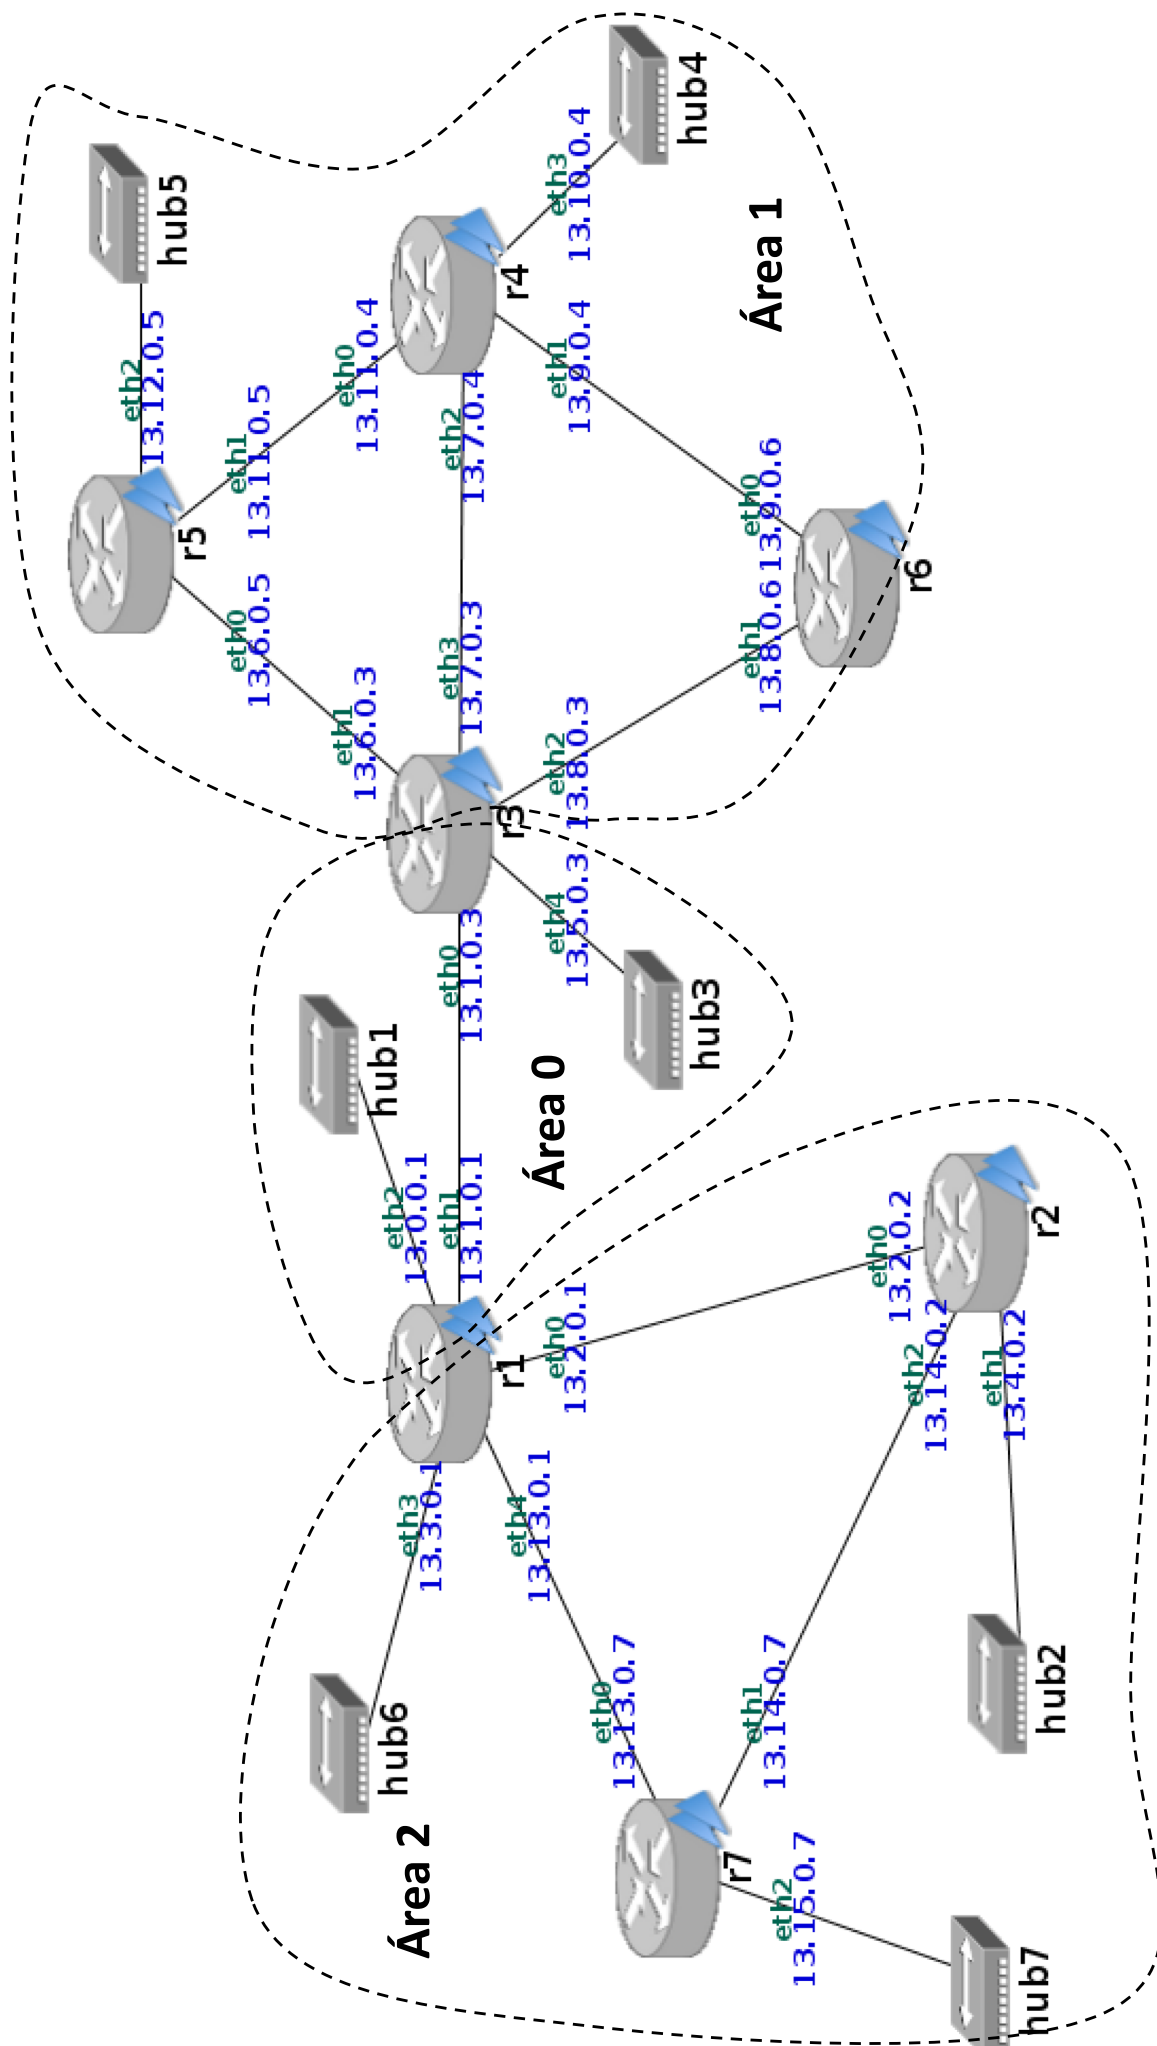 hub5
eth2
13.12.0.5
r5
eth1
13.11.0.5
eth0
13.6.0.5
eth0
13.11.0.4
r4
eth3
13.10.0.4
hub4
eth2
13.7.0.4
eth1
13.9.0.4
Área 1
eth0
13.9.0.6
r6
eth1
13.8.0.6
eth1
13.6.0.3
eth3
13.7.0.3
eth2
13.8.0.3
r3
eth4
13.5.0.3
hub3
eth0
13.1.0.3
hub1
Área 0
eth2
13.0.0.1
eth1
13.1.0.1
r1
eth0
13.2.0.1
eth0
13.2.0.2
r2
eth2
13.14.0.2
eth1
13.4.0.2
hub2
eth3
13.3.0.1
hub6
eth4
13.13.0.1
eth0
13.13.0.7
eth1
13.14.0.7
r7
eth2
13.15.0.7
hub7
Área 2